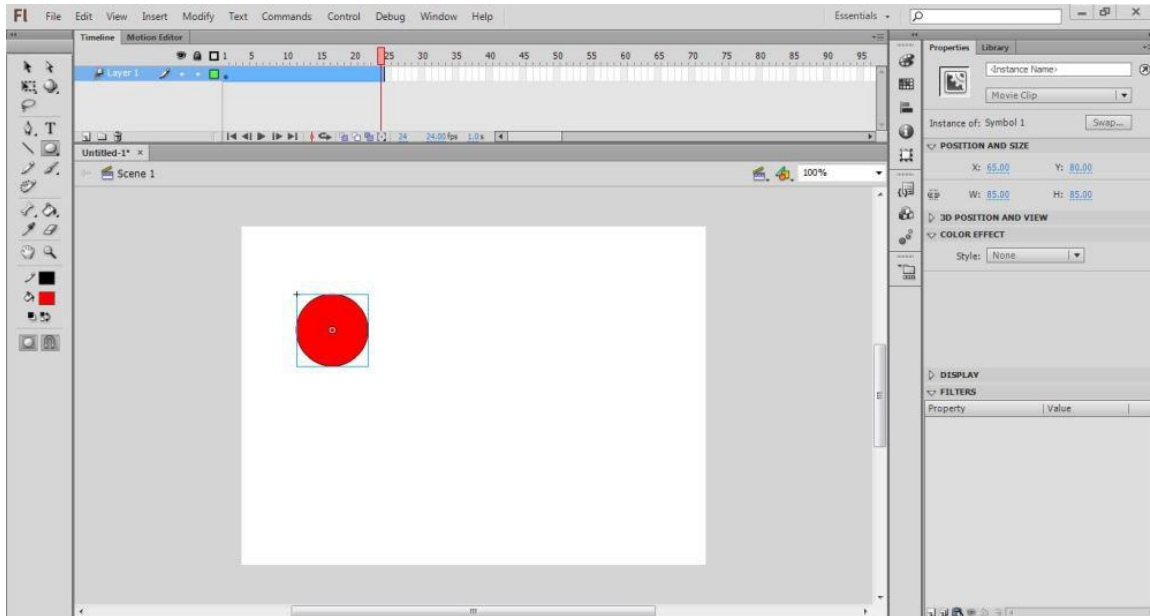 Fl File Edit View Insert Modify Text Commands Control Debug Window Help Essentials
Timeline Motion Editor
1 5 10 15 20 25 30 35 40 45 50 55 60 65 70 75 80 85 90 95
Layer 1
24 24.00 fps 1.0 s
Untitled-1*
Scene 1 100%
T
Properties Library
<Instance Name>
Movie Clip
Instance of: Symbol 1 Swap...
POSITION AND SIZE
X: 65.00 Y: 80.00
W: 85.00 H: 85.00
3D POSITION AND VIEW
COLOR EFFECT
Style: None
DISPLAY
FILTERS
Property Value